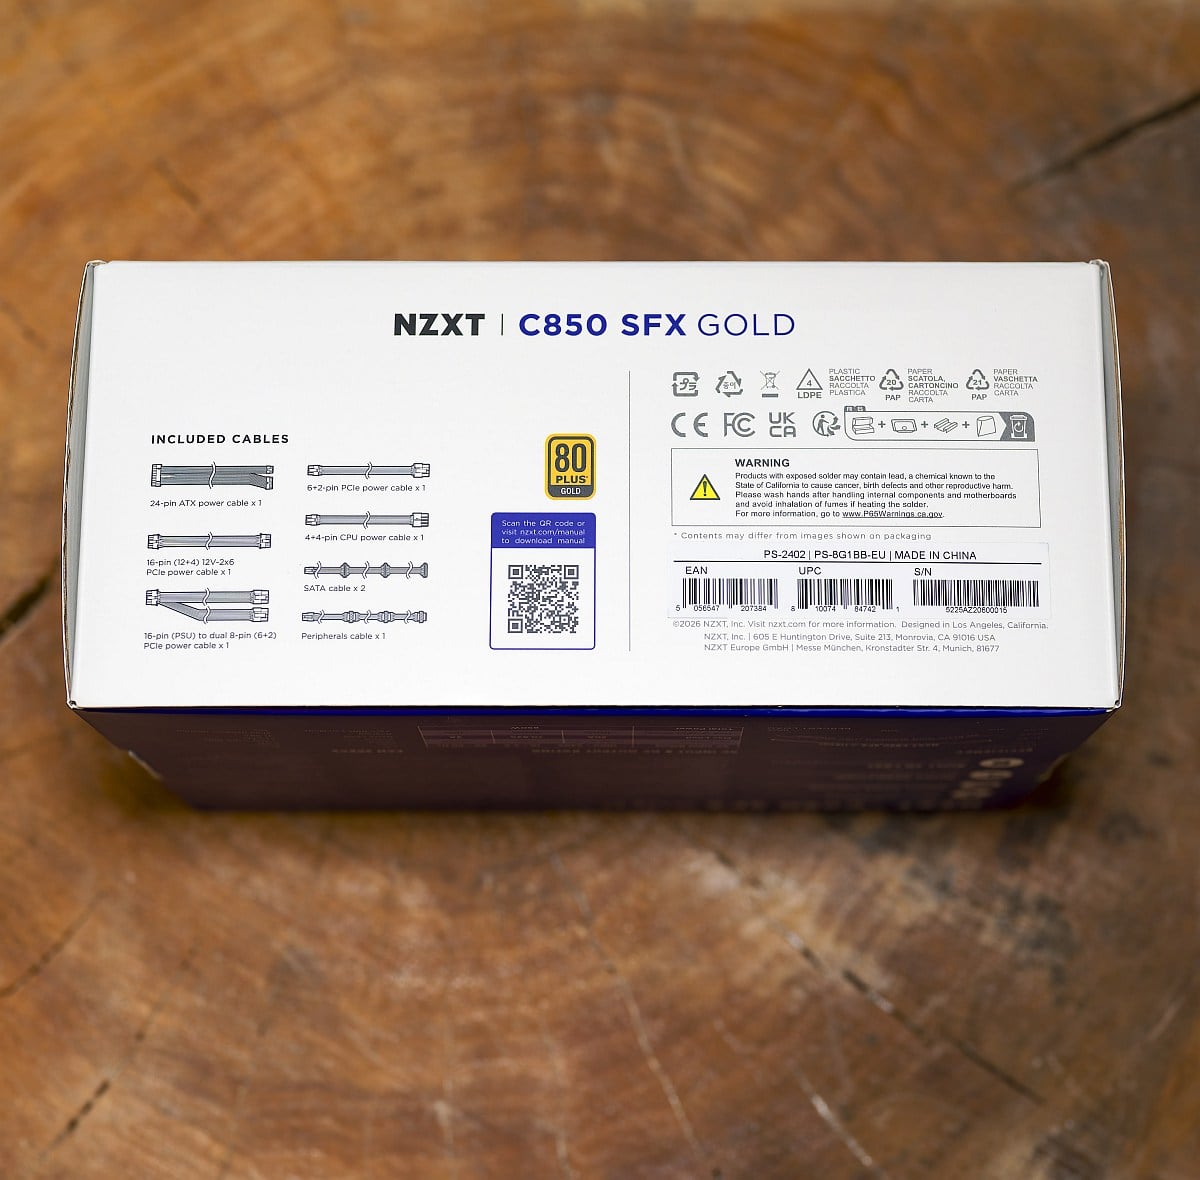 NZXT | C850 SFX GOLD
INCLUDED CABLES
24-pin ATX power cable x 1
16-pin (12+4) 12V-2x6
PCIe power cable x 1
16-pin (PSU) to dual 8-pin (6+2)
PCIe power cable x 1
6+2-pin PCIe power cable x 1
4+4-pin CPU power cable x 1
SATA cable x 2
Peripherals cable x 1
80
PLUS
GOLD
Scan the QR code or
visit nzxt.com/manual
to download manual
4
LDPE
PLASTIC
SACCHETTO
RACCOLTA
PLASTICA
20
PAP
PAPER
SCATOLA,
CARTONCINO
RACCOLTA
CARTA
21
PAP
PAPER
VASCHETTA
RACCOLTA
CARTA
CE FC UK
CA
FR
WARNING
Products with exposed solder may contain lead, a chemical known to the
State of California to cause cancer, birth defects and other reproductive harm.
Please wash hands after handling internal components and motherboards
and avoid inhalation of fumes if heating the solder.
For more information, go to www.P65Warnings.ca.gov.
* Contents may differ from images shown on packaging
PS-2402 | PS-8G1BB-EU | MADE IN CHINA
EAN
5 056547 207384
UPC
8 10074 84742 1
S/N
5225AZ20600015
©2026 NZXT, Inc. Visit nzxt.com for more information. Designed in Los Angeles, California.
NZXT, Inc. | 605 E Huntington Drive, Suite 213, Monrovia, CA 91016 USA
NZXT Europe GmbH | Messe München, Kronstadter Str. 4, Munich, 81677